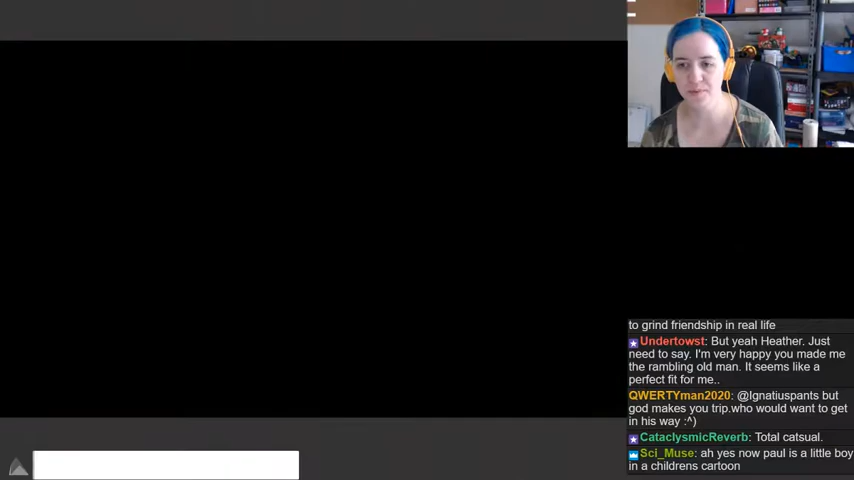 to grind friendship in real life
Undertowst: But yeah Heather. Just
need to say. I'm very happy you made me
the rambling old man. It seems like a
perfect fit for me..
QWERTYman2020: @Ignatiuspants but
god makes you trip.who would want to get
in his way :^)
CataclysmicReverb: Total catsual.
Sci_Muse: ah yes now paul is a little boy
in a childrens cartoon